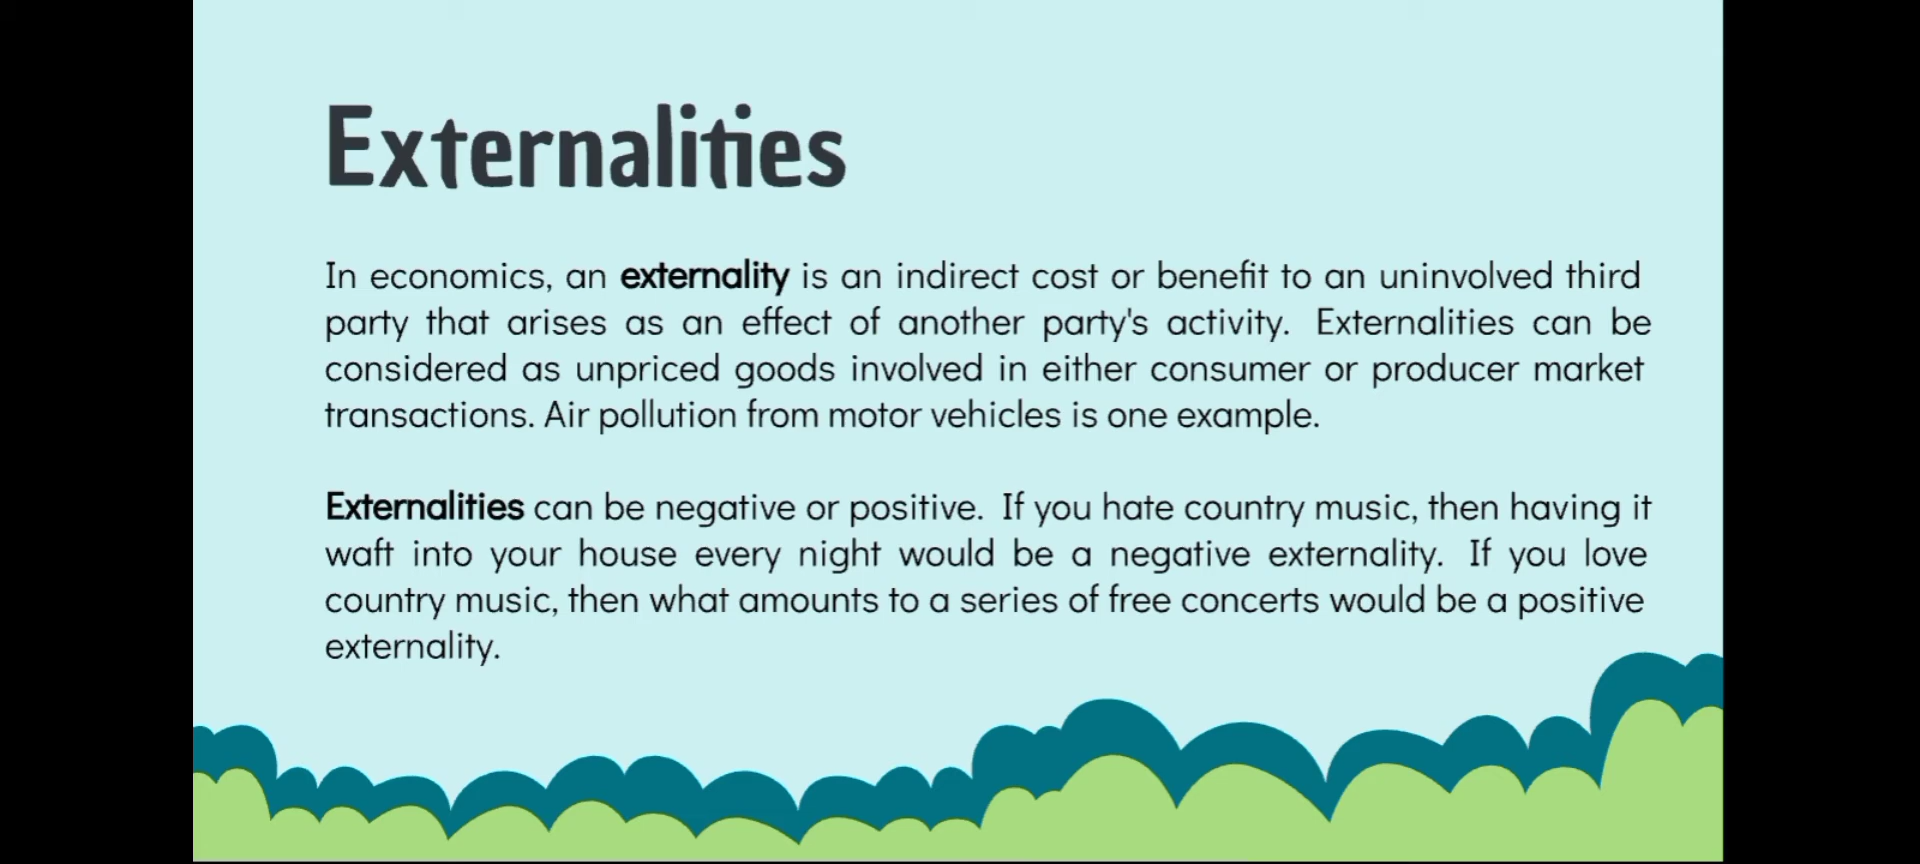 Externalities
In economics, an externality is an indirect cost or benefit to an uninvolved third
party that arises as an effect of another party's activity. Externalities can be
considered as unpriced goods involved in either consumer or producer market
transactions. Air pollution from motor vehicles is one example.
Externalities can be negative or positive. If you hate country music, then having it
waft into your house every night would be a negative externality. If you love
country music, then what amounts to a series of free concerts would be a positive
externality.